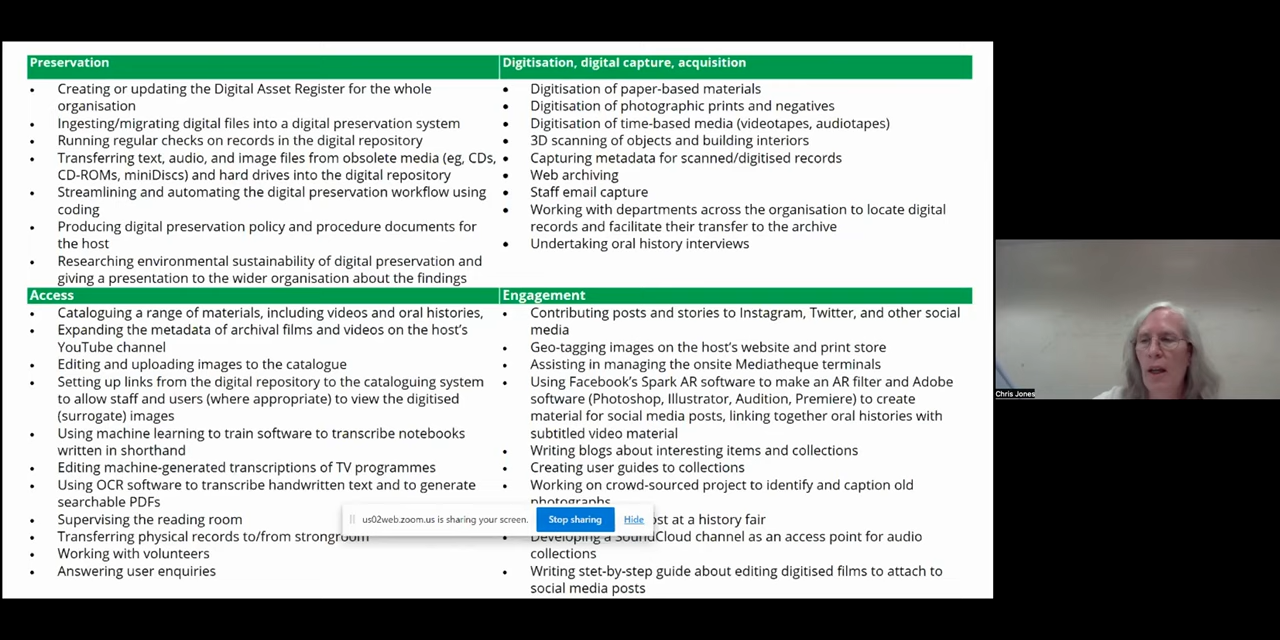 Preservation
Creating or updating the Digital Asset Register for the whole
organisation
Ingesting/migrating digital files into a digital preservation system
Running regular checks on records in the digital repository
Transferring text, audio, and image files from obsolete media (eg, CDs,
CD-ROMs, miniDiscs) and hard drives into the digital repository
Streamlining and automating the digital preservation workflow using
coding
Producing digital preservation policy and procedure documents for
the host
Researching environmental sustainability of digital preservation and
giving a presentation to the wider organisation about the findings
Digitisation, digital capture, acquisition
Digitisation of paper-based materials
Digitisation of photographic prints and negatives
Digitisation of time-based media (videotapes, audiotapes)
3D scanning of objects and building interiors
Capturing metadata for scanned/digitised records
Web archiving
Staff email capture
Working with departments across the organisation to locate digital
records and facilitate their transfer to the archive
Undertaking oral history interviews
Access
Cataloguing a range of materials, including videos and oral histories,
Expanding the metadata of archival films and videos on the host's
YouTube channel
Editing and uploading images to the catalogue
Setting up links from the digital repository to the cataloguing system
to allow staff and users (where appropriate) to view the digitised
(surrogate) images
Using machine learning to train software to transcribe notebooks
written in shorthand
Editing machine-generated transcriptions of TV programmes
Using OCR software to transcribe handwritten text and to generate
searchable PDFs
Supervising the reading room
Transferring physical records to/from strongroom
Working with volunteers
Answering user enquiries
Engagement
Contributing posts and stories to Instagram, Twitter, and other social
media
Geo-tagging images on the host's website and print store
Assisting in managing the onsite Mediatheque terminals
Using Facebook's Spark AR software to make an AR filter and Adobe
software (Photoshop, Illustrator, Audition, Premiere) to create
material for social media posts, linking together oral histories with
subtitled video material
Writing blogs about interesting items and collections
Creating user guides to collections
Working on crowd-sourced project to identify and caption old
photographs
at a history fair
Developing a SoundCloud channel as an access point for audio
collections
Writing stet-by-step guide about editing digitised films to attach to
social media posts
us02web.zoom.us is sharing your screen.
Stop sharing
Hide
Chris Jones